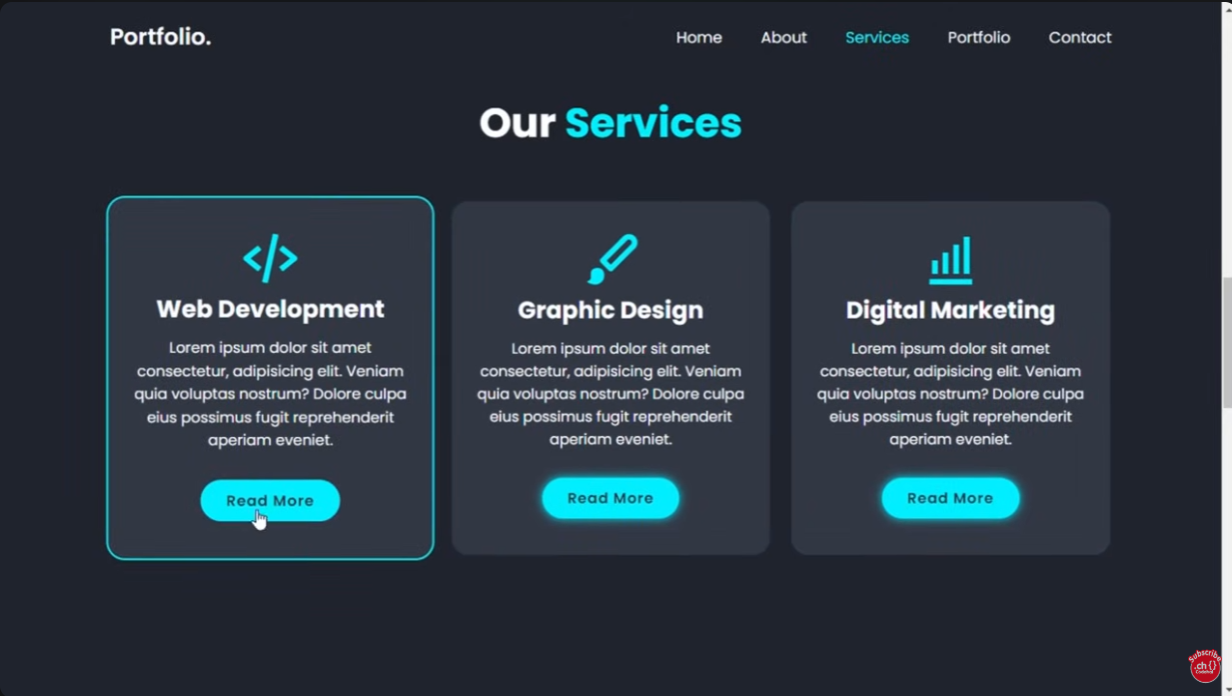 Portfolio.
Home
About
Services
Portfolio
Contact
Our Services
Web Development
Lorem ipsum dolor sit amet
consectetur, adipisicing elit. Veniam
quia voluptas nostrum? Dolore culpa
eius possimus fugit reprehenderit
aperiam eveniet.
Read More
Graphic Design
Lorem ipsum dolor sit amet
consectetur, adipisicing elit. Veniam
quia voluptas nostrum? Dolore culpa
eius possimus fugit reprehenderit
aperiam eveniet.
Read More
Digital Marketing
Lorem ipsum dolor sit amet
consectetur, adipisicing elit. Veniam
quia voluptas nostrum? Dolore culpa
eius possimus fugit reprehenderit
aperiam eveniet.
Read More
Subscribe
.ch {}